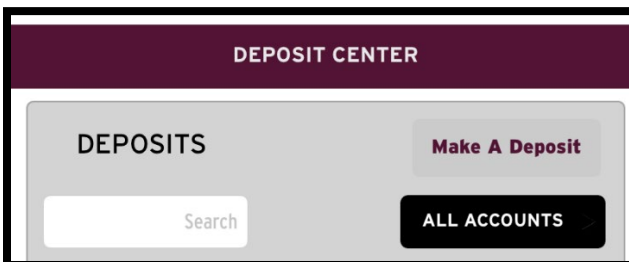 DEPOSIT CENTER
DEPOSITS
Make A Deposit
Search
ALL ACCOUNTS >